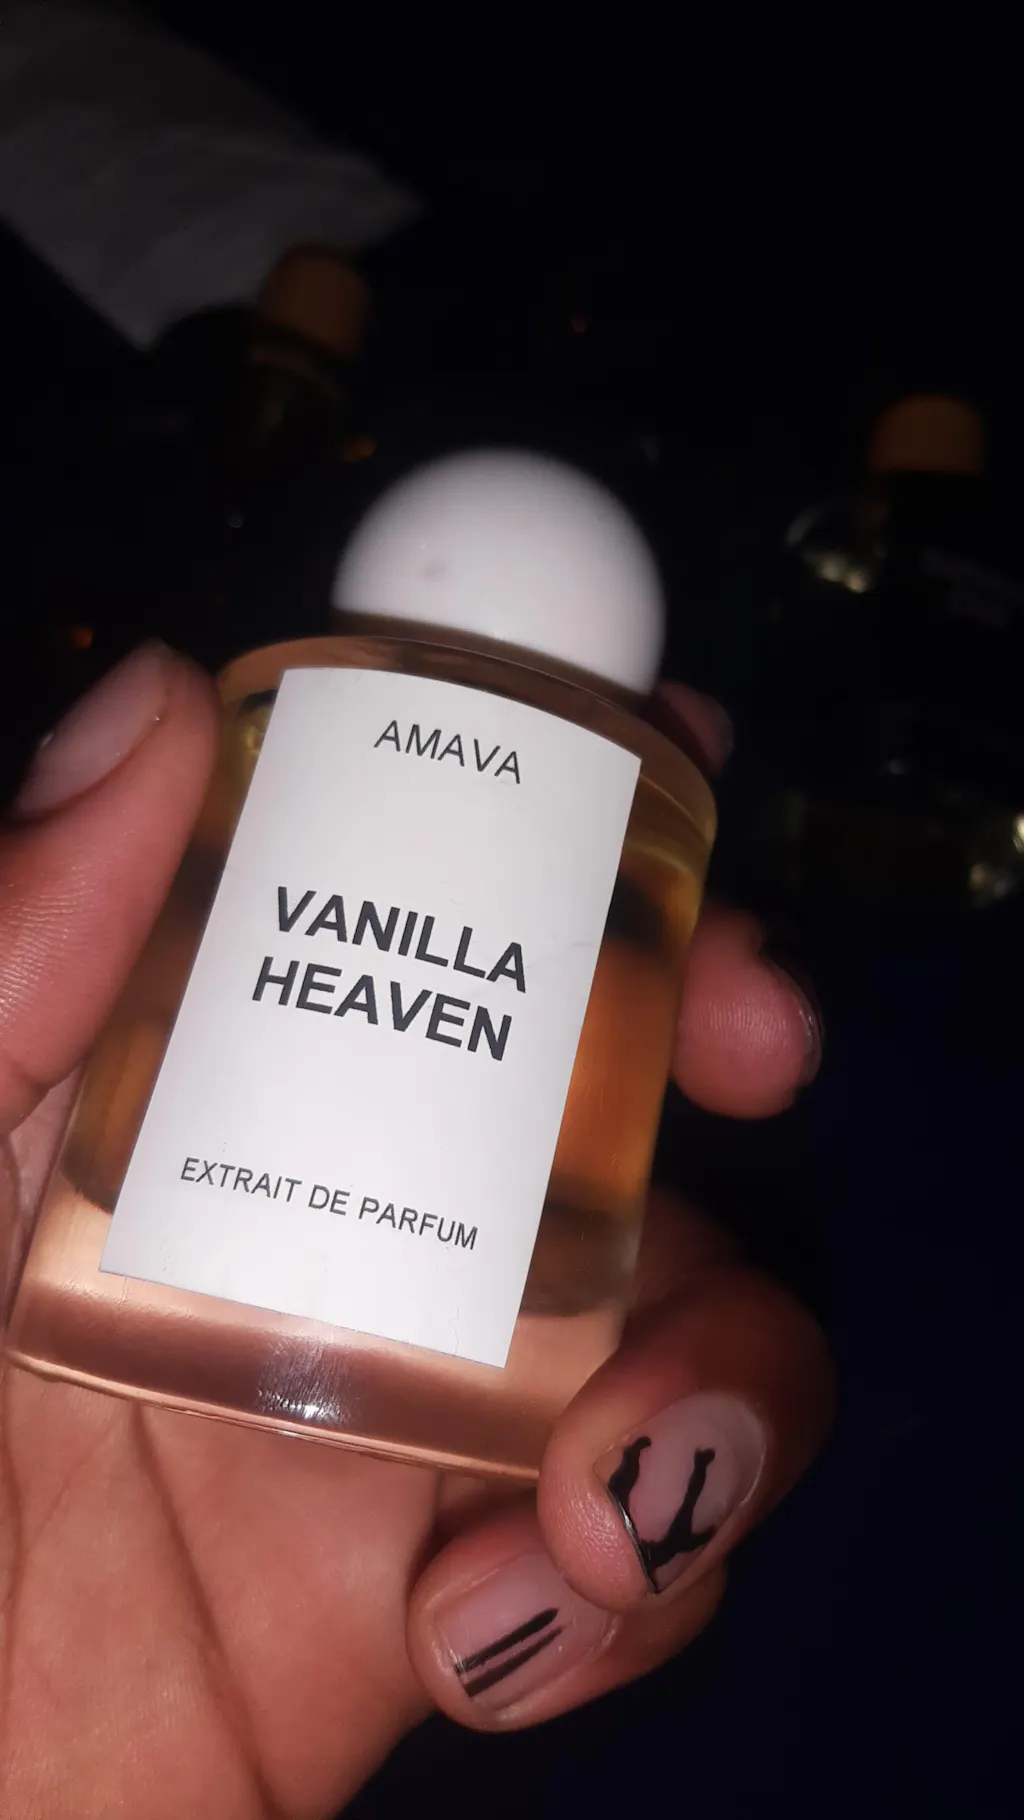 AMAVA
VANILLA
HEAVEN
EXTRAIT DE PARFUM